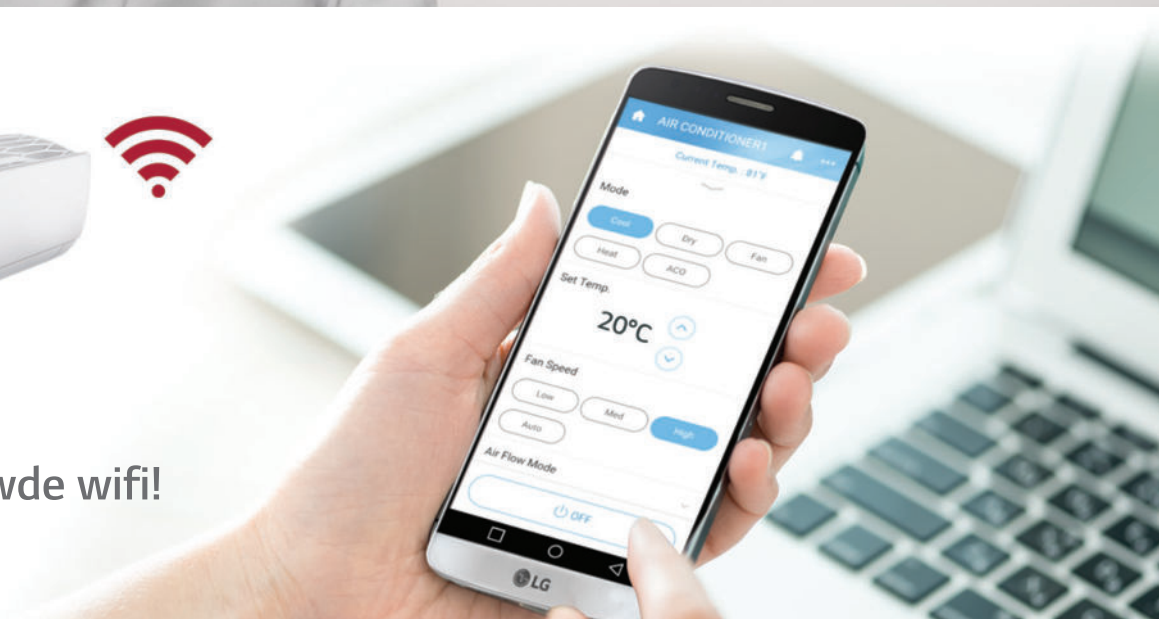 AIR CONDITIONER1
Current Temp. : 81°F
Mode
Cool Dry Fan
Heat ACO
Set Temp.
20°C
Fan Speed
Low Med High
Auto
Air Flow Mode
OFF
LG
wde wifi!